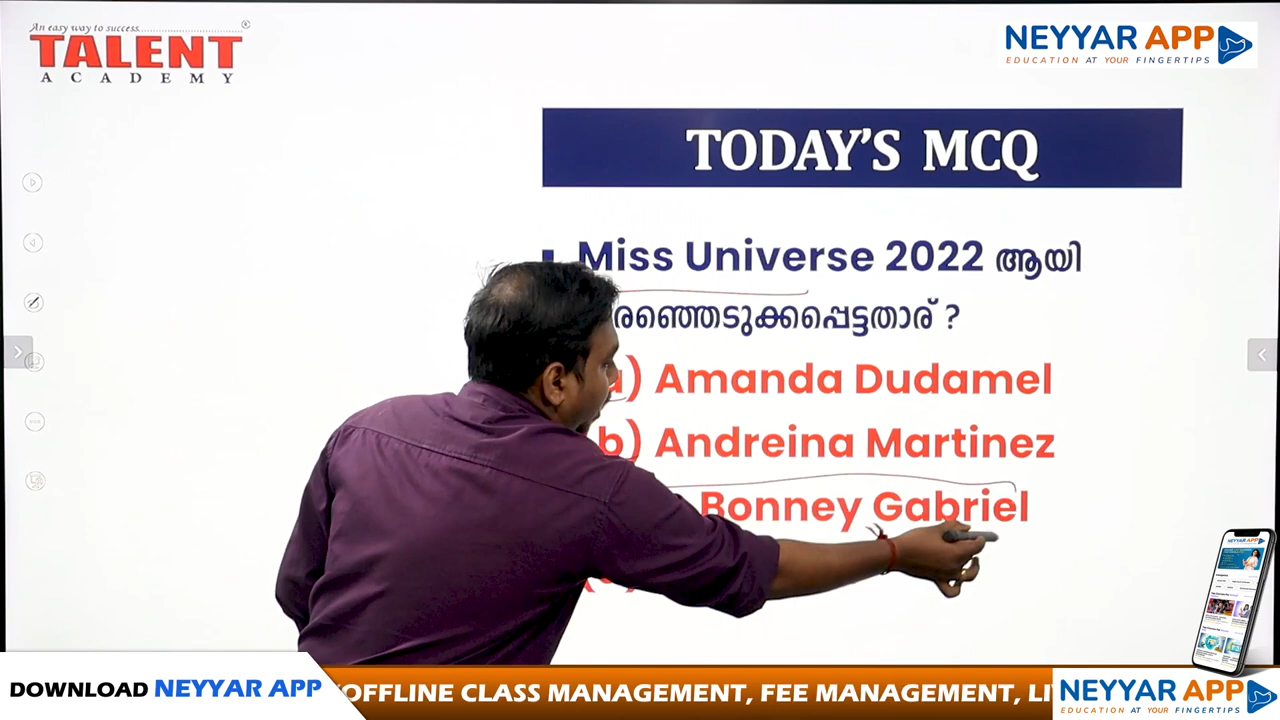 An easy way to success
TALENT
ACADEMY
NEYYAR APP
EDUCATION AT YOUR FINGERTIPS
TODAY'S MCQ
Miss Universe 2022 ആയി
രഞ്ഞെടുക്കപ്പെട്ടതാര് ?
a) Amanda Dudamel
b) Andreina Martinez
Bonney Gabriel
DOWNLOAD NEYYAR APP
OFFLINE CLASS MANAGEMENT, FEE MANAGEMENT, LI
NEYYAR APP
EDUCATION AT YOUR FINGERTIPS